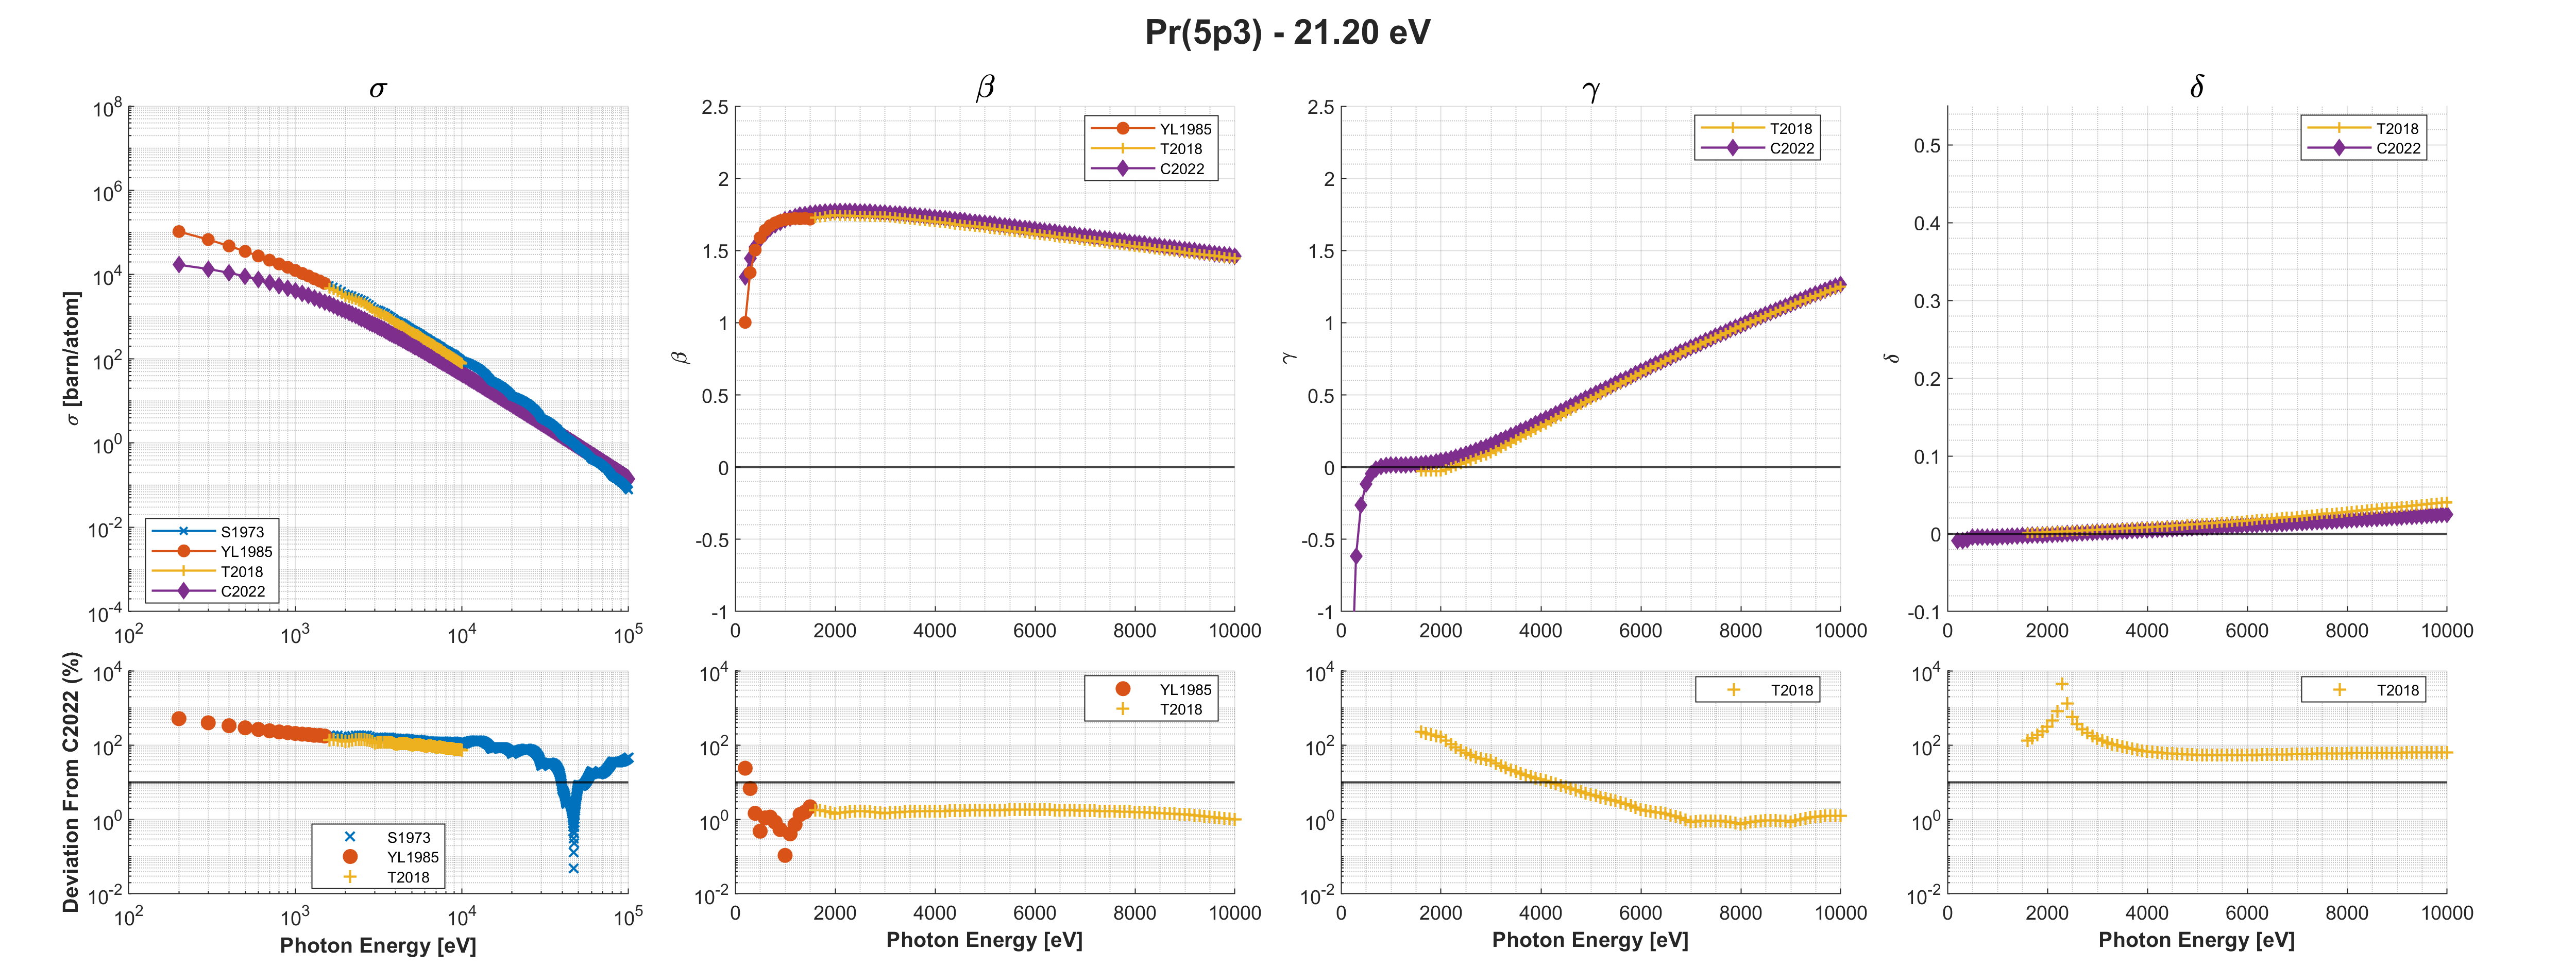 Pr(5p3) - 21.20 eV
σ
10^8
10^6
10^4
10^2
10^0
10^-2
10^-4
10^2
10^3
10^4
10^5
σ [barn/atom]
S1973
YL1985
T2018
C2022
β
2.5
2
1.5
1
0.5
0
-0.5
-1
0
2000
4000
6000
8000
10000
β
YL1985
T2018
C2022
γ
2.5
2
1.5
1
0.5
0
-0.5
-1
0
2000
4000
6000
8000
10000
γ
T2018
C2022
δ
0.5
0.4
0.3
0.2
0.1
0
-0.1
0
2000
4000
6000
8000
10000
δ
T2018
C2022
10^4
10^2
10^0
10^-2
10^2
10^3
10^4
10^5
Deviation From C2022 (%)
Photon Energy [eV]
S1973
YL1985
T2018
10^4
10^2
10^0
10^-2
0
2000
4000
6000
8000
10000
Photon Energy [eV]
YL1985
T2018
10^4
10^2
10^0
10^-2
0
2000
4000
6000
8000
10000
Photon Energy [eV]
T2018
10^4
10^2
10^0
10^-2
0
2000
4000
6000
8000
10000
Photon Energy [eV]
T2018